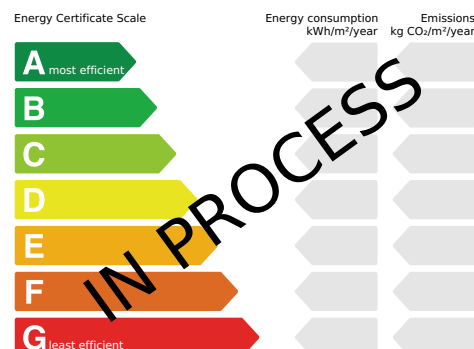 Energy Certificate Scale
Energy consumption
kWh/m²/year
Emissions
kg CO₂/m²/year
A most efficient
B
C
D
E
F
G least efficient
IN PROCESS